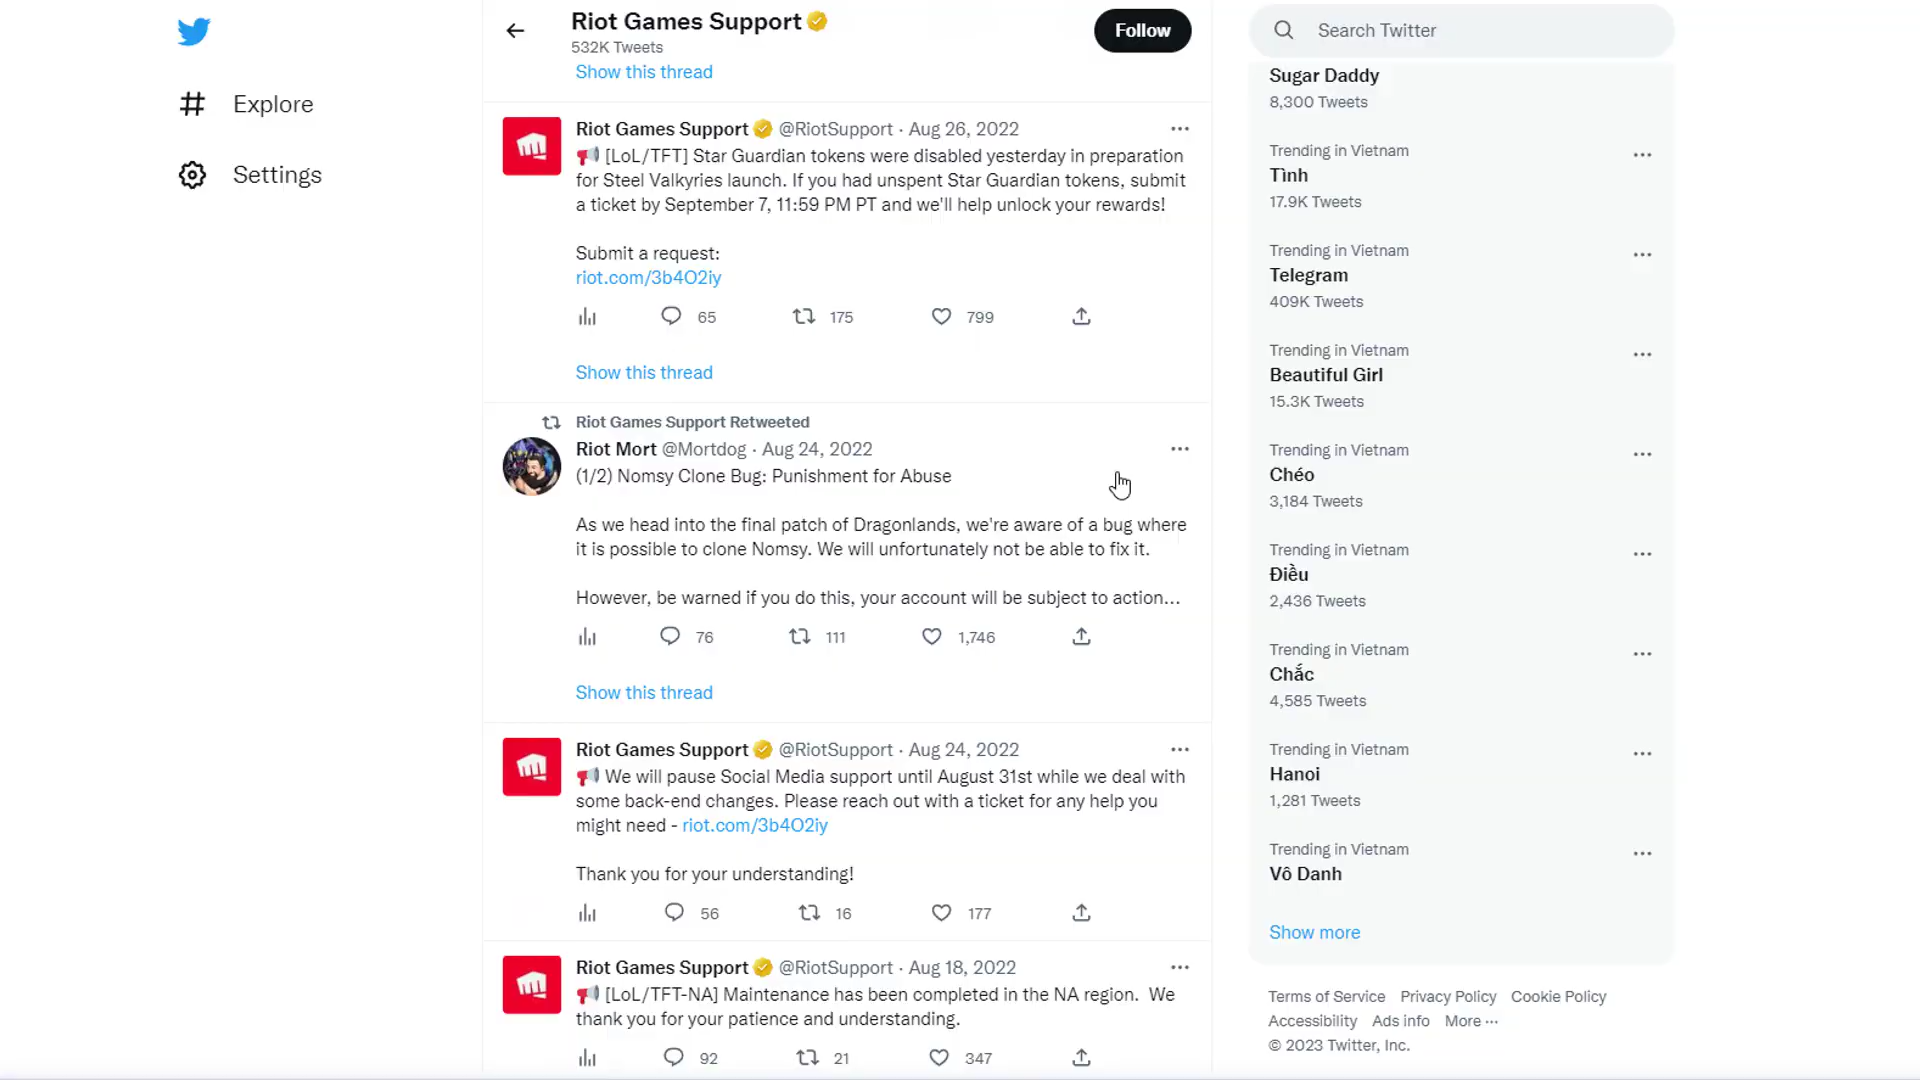 Explore
Settings
Riot Games Support
532K Tweets
Follow
Show this thread
Riot Games Support @RiotSupport · Aug 26, 2022
[LoL/TFT] Star Guardian tokens were disabled yesterday in preparation
for Steel Valkyries launch. If you had unspent Star Guardian tokens, submit
a ticket by September 7, 11:59 PM PT and we'll help unlock your rewards!
Submit a request:
riot.com/3b4O2iy
65 175 799
Show this thread
Riot Games Support Retweeted
Riot Mort @Mortdog · Aug 24, 2022
(1/2) Nomsy Clone Bug: Punishment for Abuse
As we head into the final patch of Dragonlands, we're aware of a bug where
it is possible to clone Nomsy. We will unfortunately not be able to fix it.
However, be warned if you do this, your account will be subject to action...
76 111 1,746
Show this thread
Riot Games Support @RiotSupport · Aug 24, 2022
We will pause Social Media support until August 31st while we deal with
some back-end changes. Please reach out with a ticket for any help you
might need - riot.com/3b4O2iy
Thank you for your understanding!
56 16 177
Riot Games Support @RiotSupport · Aug 18, 2022
[LoL/TFT-NA] Maintenance has been completed in the NA region. We
thank you for your patience and understanding.
92 21 347
Search Twitter
Sugar Daddy
8,300 Tweets
Trending in Vietnam
Tình
17.9K Tweets
Trending in Vietnam
Telegram
409K Tweets
Trending in Vietnam
Beautiful Girl
15.3K Tweets
Trending in Vietnam
Chéo
3,184 Tweets
Trending in Vietnam
Điều
2,436 Tweets
Trending in Vietnam
Chắc
4,585 Tweets
Trending in Vietnam
Hanoi
1,281 Tweets
Trending in Vietnam
Vô Danh
Show more
Terms of Service Privacy Policy Cookie Policy
Accessibility Ads info More ···
© 2023 Twitter, Inc.